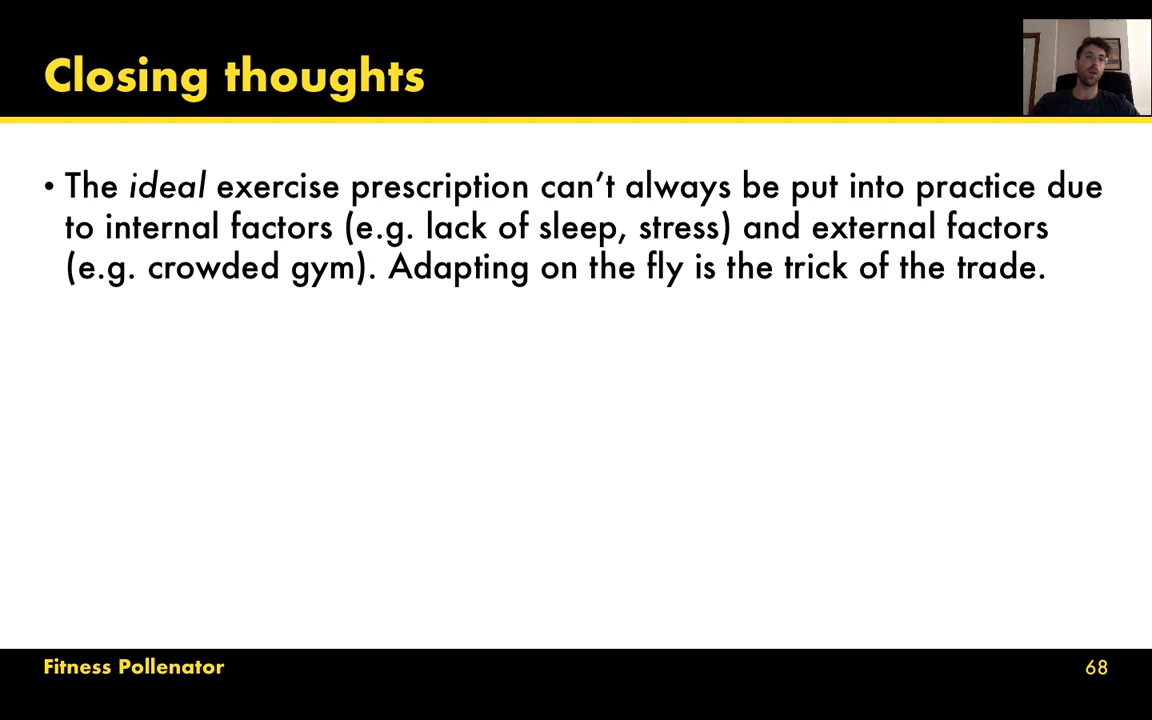 Closing thoughts
• The ideal exercise prescription can’t always be put into practice due
to internal factors (e.g. lack of sleep, stress) and external factors
(e.g. crowded gym). Adapting on the fly is the trick of the trade.
Fitness Pollenator
68